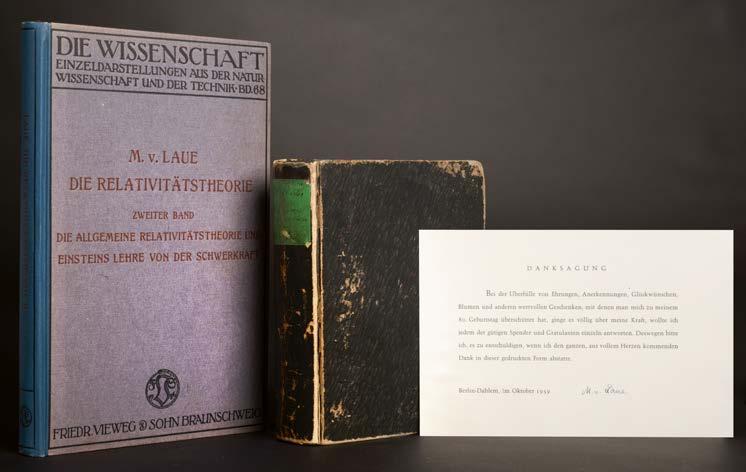 DIE WISSENSCHAFT
EINZELDARSTELLUNGEN AUS DER NATUR
WISSENSCHAFT UND DER TECHNIK · BD. 68
M. v. LAUE
DIE RELATIVITÄTSTHEORIE
ZWEITER BAND
DIE ALLGEMEINE RELATIVITÄTSTHEORIE UND
EINSTEINS LEHRE VON DER SCHWERKRAFT
FRIEDR. VIEWEG & SOHN BRAUNSCHWEIG
DANKSAGUNG
Bei der Überfülle von Ehrungen, Anerkennungen, Glückwünschen,
Blumen und anderen wertvollen Geschenken, mit denen man mich zu meinem
80. Geburtstag überschüttet hat, ginge es völlig über meine Kraft, wollte ich
jedem der gütigen Spender und Gratulanten einzeln antworten. Deswegen bitte
ich, es zu entschuldigen, wenn ich den ganzen, aus vollem Herzen kommenden
Dank in dieser gedruckten Form abstatte.
Berlin-Dahlem, im Oktober 1959
M. v. Laue